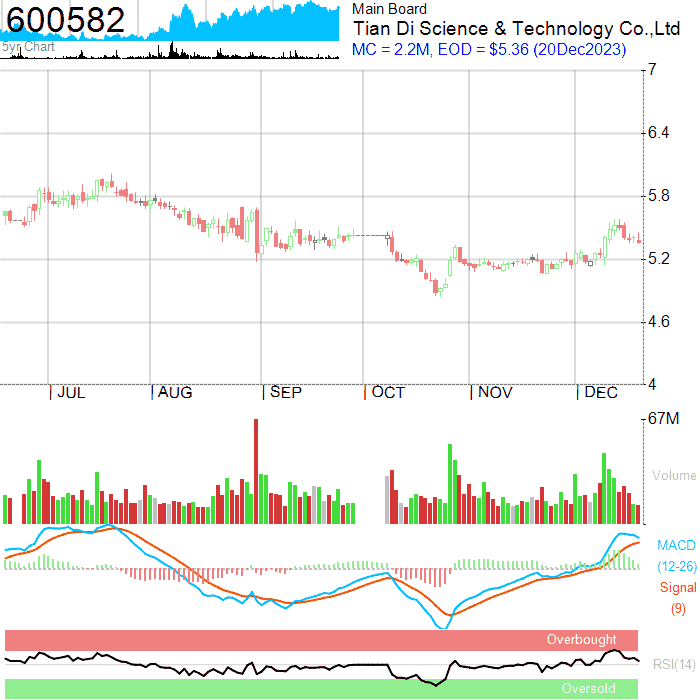 600582
5yr Chart
Main Board
Tian Di Science & Technology Co.,Ltd
MC = 2.2M, EOD = $5.36 (20Dec2023)
7
6.4
5.8
5.2
4.6
4
JUL AUG SEP OCT NOV DEC
67M
Volume
MACD
(12-26)
Signal
(9)
Overbought
RSI(14)
Oversold